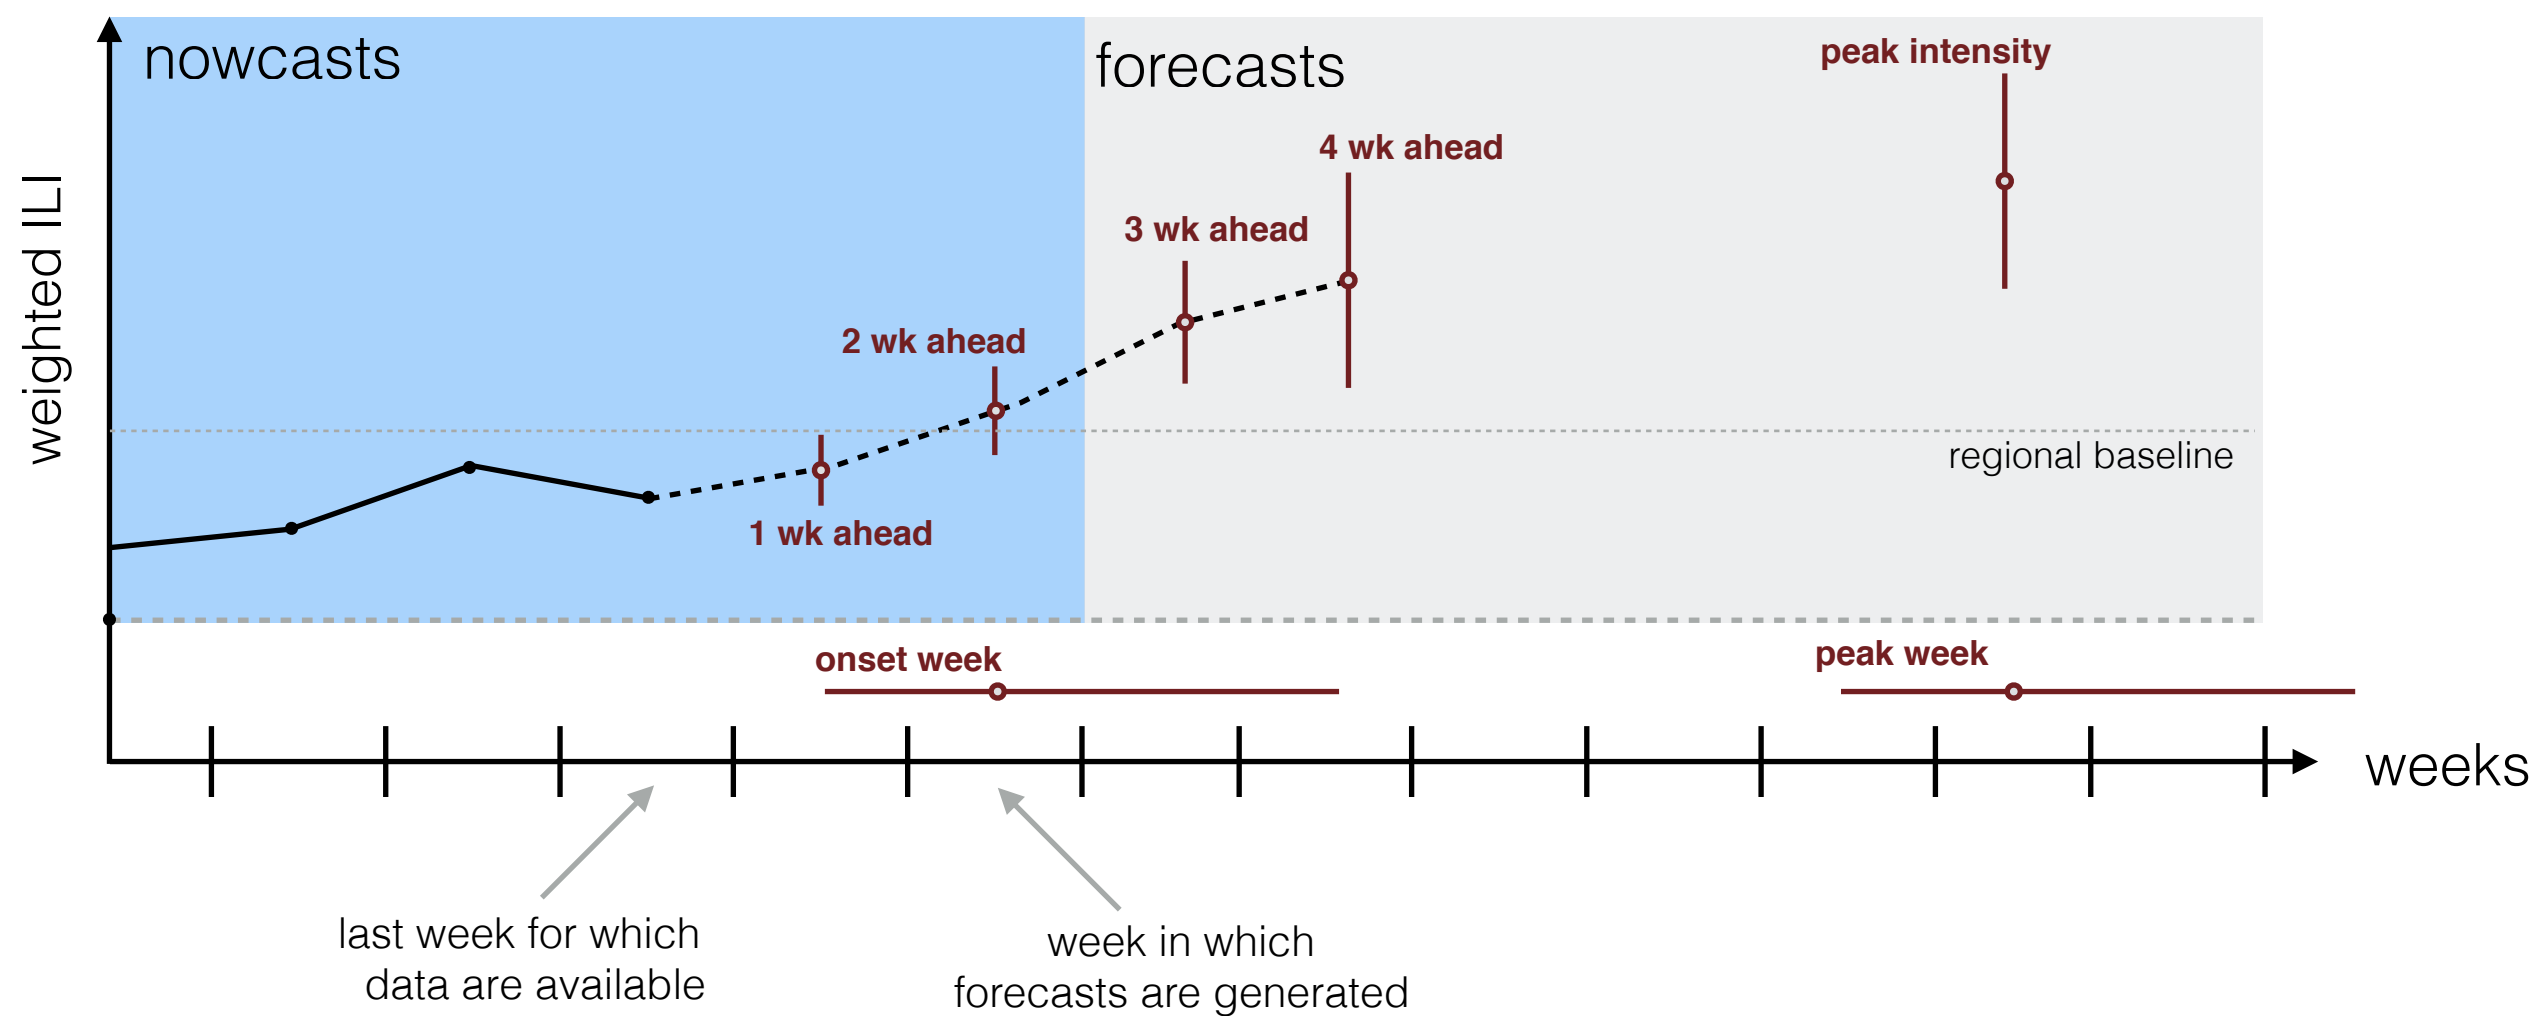 nowcasts
forecasts
peak intensity
4 wk ahead
3 wk ahead
2 wk ahead
1 wk ahead
weighted ILI
regional baseline
onset week
peak week
weeks
last week for which
data are available
week in which
forecasts are generated